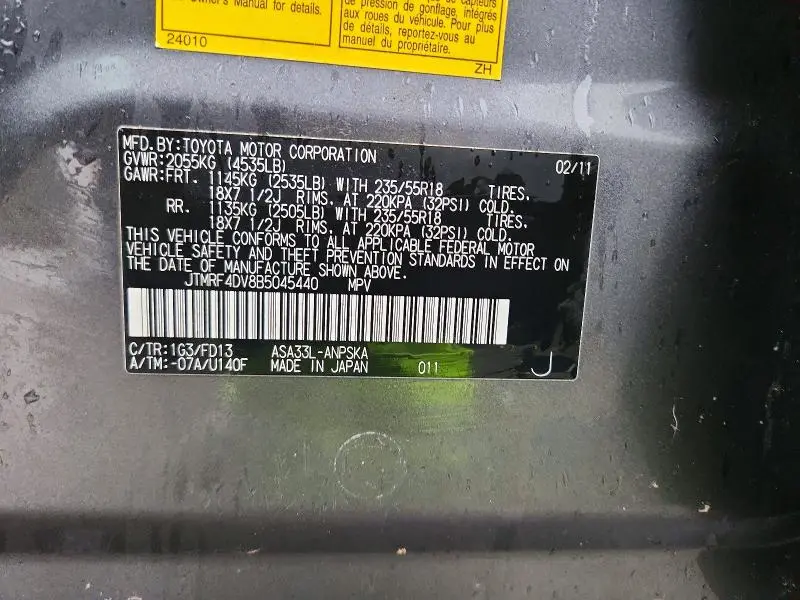 Owner's Manual for details.
24010
de pression de gonflage, intégrés
aux roues du véhicule. Pour plus
de détails, reportez-vous au
manuel du propriétaire.
ZH
MFD.BY:TOYOTA MOTOR CORPORATION 02/11
GVWR:2055KG (4535LB)
GAWR:FRT. 1145KG (2535LB) WITH 235/55R18 TIRES,
18X7 1/2J RIMS, AT 220KPA (32PSI) COLD.
RR. 1135KG (2505LB) WITH 235/55R18 TIRES,
18X7 1/2J RIMS, AT 220KPA (32PSI) COLD.
THIS VEHICLE CONFORMS TO ALL APPLICABLE FEDERAL MOTOR
VEHICLE SAFETY AND THEFT PREVENTION STANDARDS IN EFFECT ON
THE DATE OF MANUFACTURE SHOWN ABOVE.
JTMRF4DV8B5045440 MPV
C/TR:1G3/FD13 ASA33L-ANPSKA
A/TM:-07A/U140F MADE IN JAPAN 011 J